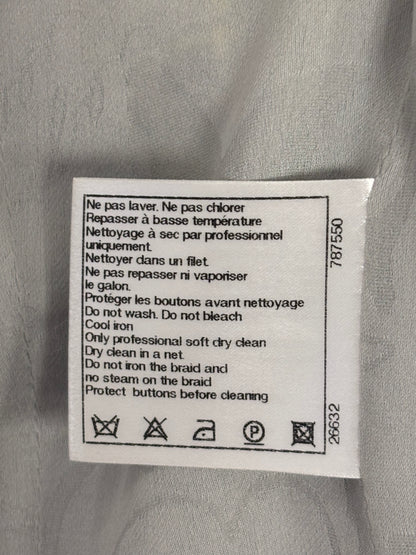 Ne pas laver. Ne pas chlorer
Repasser à basse température
Nettoyage à sec par professionnel
uniquement.
Nettoyer dans un filet.
Ne pas repasser ni vaporiser
le galon.
Protéger les boutons avant nettoyage
Do not wash. Do not bleach
Cool iron
Only professional soft dry clean
Dry clean in a net.
Do not iron the braid and
no steam on the braid
Protect buttons before cleaning
P
787550
26632